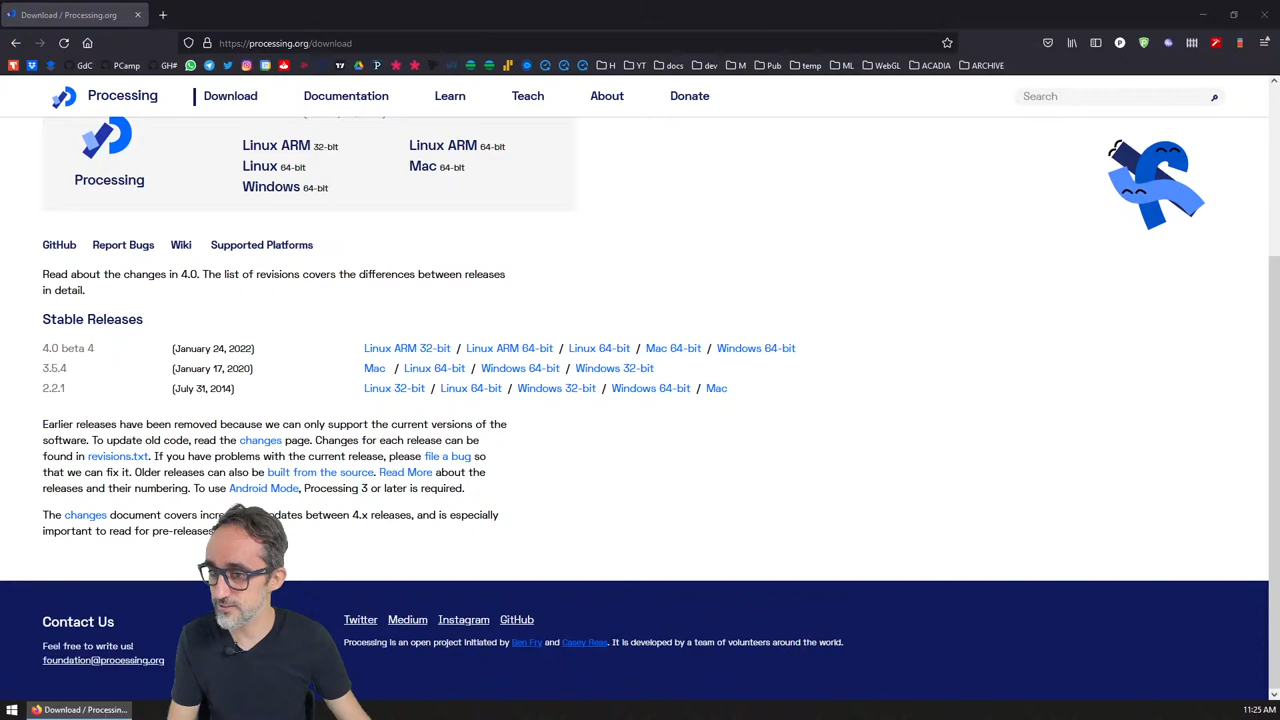 Download / Processing.org
https://processing.org/download
GdC
PCamp
GH#
H
YT
docs
dev
M
Pub
temp
ML
WebGL
ACADIA
ARCHIVE
Processing
Download
Documentation
Learn
Teach
About
Donate
Search
Processing
Linux ARM 32-bit
Linux ARM 64-bit
Linux 64-bit
Mac 64-bit
Windows 64-bit
GitHub
Report Bugs
Wiki
Supported Platforms
Read about the changes in 4.0. The list of revisions covers the differences between releases
in detail.
Stable Releases
4.0 beta 4 (January 24, 2022) Linux ARM 32-bit / Linux ARM 64-bit / Linux 64-bit / Mac 64-bit / Windows 64-bit
3.5.4 (January 17, 2020) Mac / Linux 64-bit / Windows 64-bit / Windows 32-bit
2.2.1 (July 31, 2014) Linux 32-bit / Linux 64-bit / Windows 32-bit / Windows 64-bit / Mac
Earlier releases have been removed because we can only support the current versions of the
software. To update old code, read the changes page. Changes for each release can be
found in revisions.txt. If you have problems with the current release, please file a bug so
that we can fix it. Older releases can also be built from the source. Read More about the
releases and their numbering. To use Android Mode, Processing 3 or later is required.
The changes document covers incre dates between 4.x releases, and is especially
important to read for pre-releases
Contact Us
Feel free to write us!
foundation@processing.org
Twitter
Medium
Instagram
GitHub
Processing is an open project initiated by Ben Fry and Casey Reas. It is developed by a team of volunteers around the world.
Download / Processin...
11:25 AM